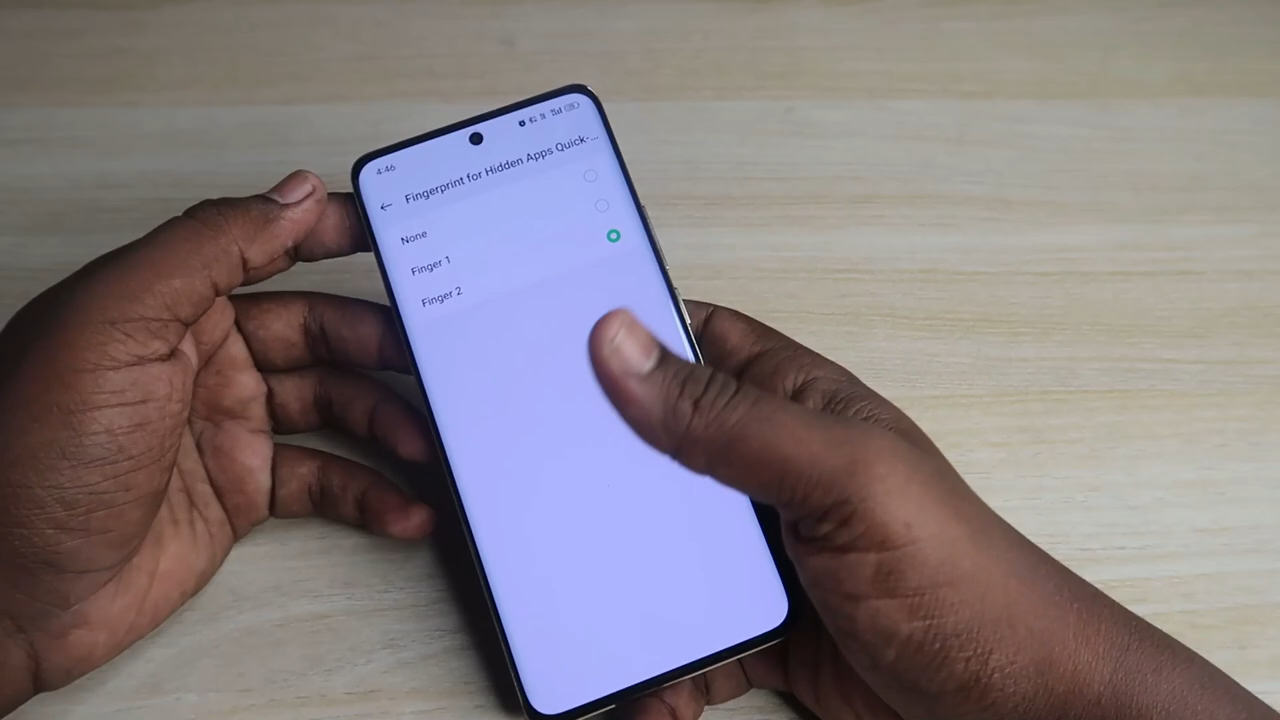 4:46
Fingerprint for Hidden Apps Quick-...
None
Finger 1
Finger 2